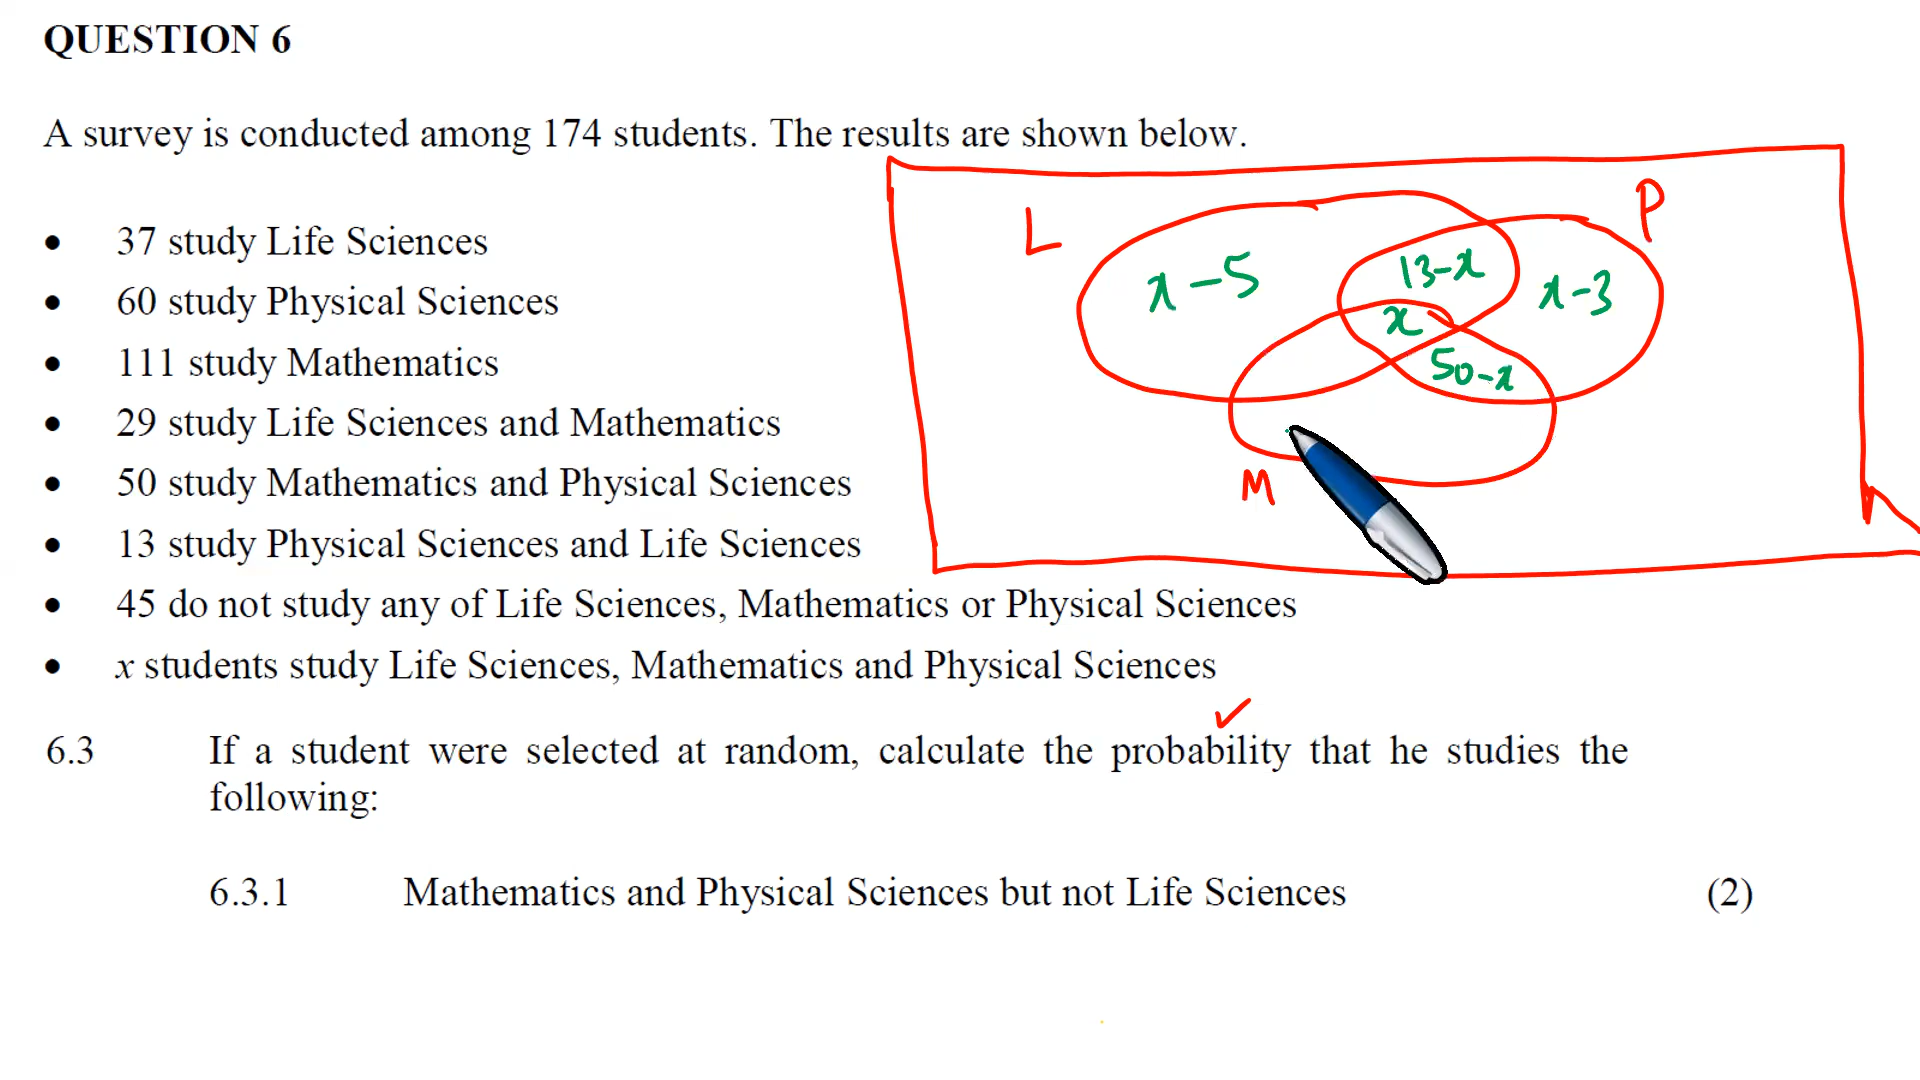 QUESTION 6
A survey is conducted among 174 students. The results are shown below.
• 37 study Life Sciences
• 60 study Physical Sciences
• 111 study Mathematics
• 29 study Life Sciences and Mathematics
• 50 study Mathematics and Physical Sciences
• 13 study Physical Sciences and Life Sciences
• 45 do not study any of Life Sciences, Mathematics or Physical Sciences
• x students study Life Sciences, Mathematics and Physical Sciences
L
P
x-5
13-x
x-3
x
50-x
M
6.3 If a student were selected at random, calculate the probability that he studies the
following:
6.3.1 Mathematics and Physical Sciences but not Life Sciences (2)